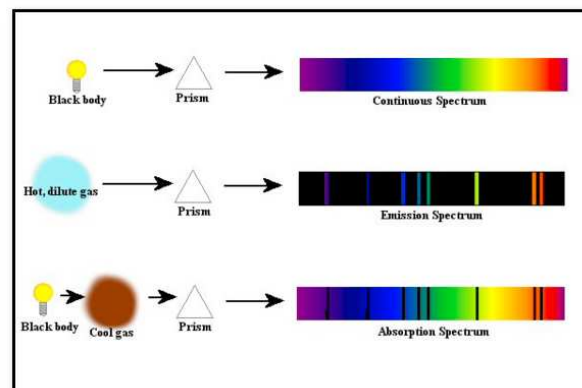 Black body
Prism
Continuous Spectrum
Hot, dilute gas
Prism
Emission Spectrum
Black body
Cool gas
Prism
Absorption Spectrum